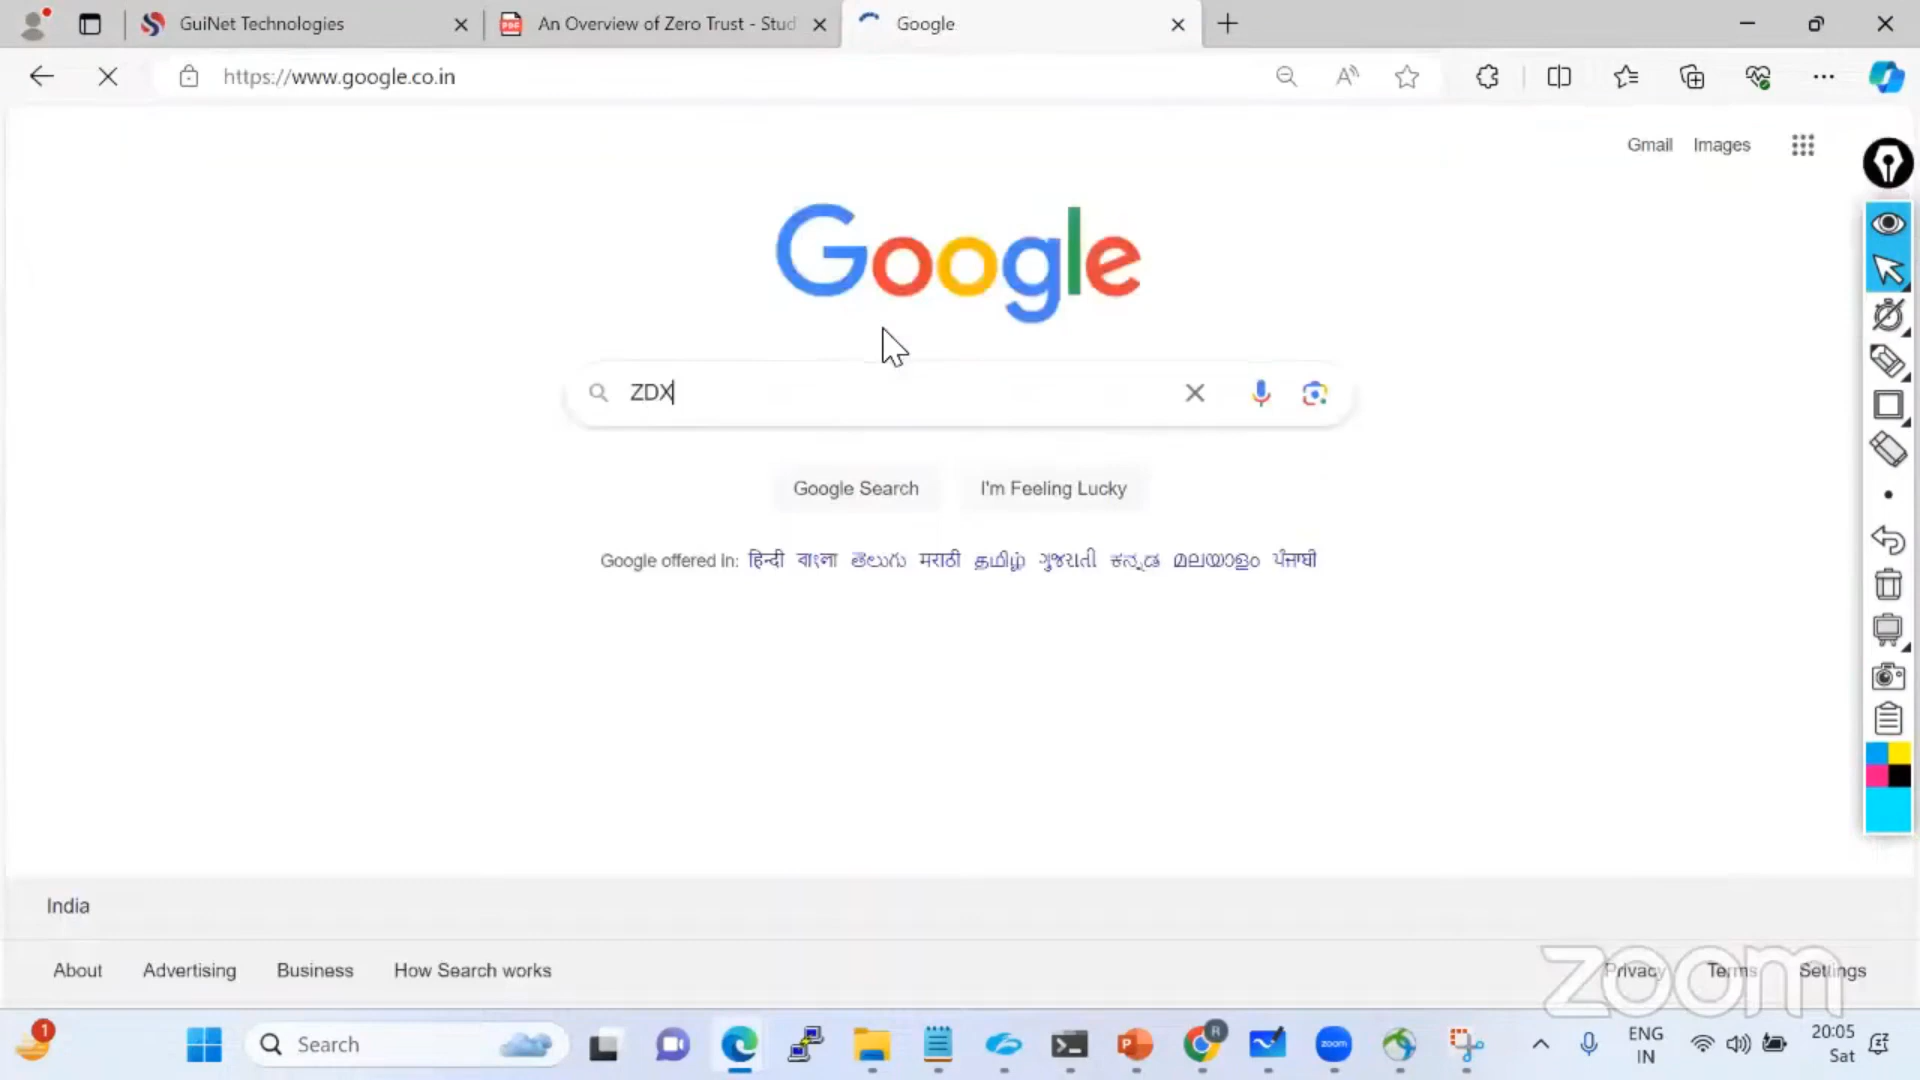 GuiNet Technologies
An Overview of Zero Trust - Stud
Google
https://www.google.co.in
Gmail Images
Google
ZDX
Google Search I'm Feeling Lucky
Google offered in: हिन्दी বাংলা తెలుగు मराठी தமிழ் ગુજરાતી ಕನ್ನಡ മലയാളം ਪੰਜਾਬੀ
India
About Advertising Business How Search works Privacy Terms Settings
zoom
1 Search R zoom ENG IN 20:05 Sat